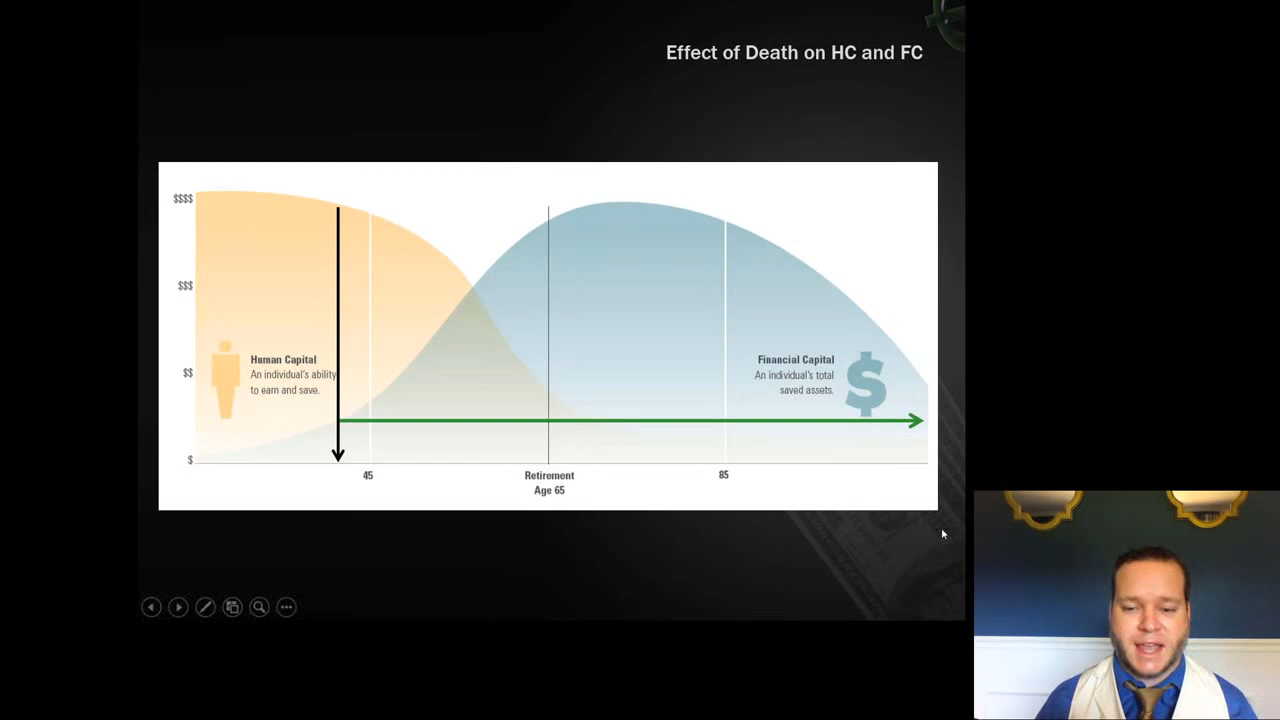 Effect of Death on HC and FC
$$$$
$$$
$$
$
Human Capital
An individual's ability
to earn and save.
Financial Capital
An individual's total
saved assets.
$
45
Retirement
Age 65
85